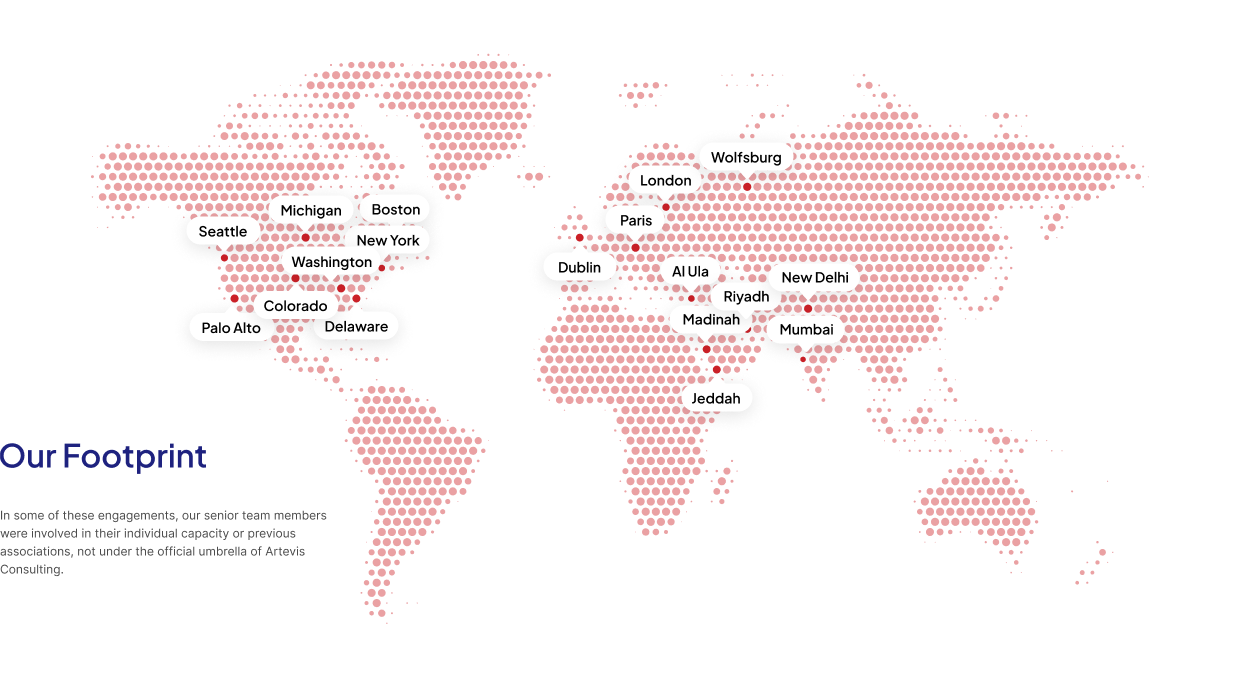 Wolfsburg
London
Michigan
Boston
Paris
Seattle
New York
Washington
Dublin
Al Ula
New Delhi
Riyadh
Colorado
Madinah
Palo Alto
Delaware
Mumbai
Jeddah
Our Footprint
In some of these engagements, our senior team members
were involved in their individual capacity or previous
associations, not under the official umbrella of Artevis
Consulting.